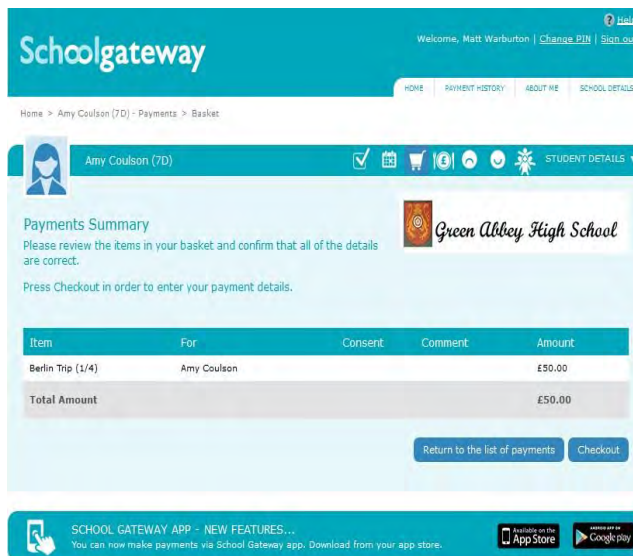 ? Help
Welcome, Matt Warburton | Change PIN | Sign out
Schoolgateway
HOME PAYMENT HISTORY ABOUT ME SCHOOL DETAILS
Home > Amy Coulson (7D) - Payments > Basket
Amy Coulson (7D) STUDENT DETAILS
Payments Summary
Please review the items in your basket and confirm that all of the details
are correct.
Press Checkout in order to enter your payment details.
Green Abbey High School
Item For Consent Comment Amount
Berlin Trip (1/4) Amy Coulson £50.00
Total Amount £50.00
Return to the list of payments Checkout
SCHOOL GATEWAY APP - NEW FEATURES...
You can now make payments via School Gateway app. Download from your app store.
Available on the
App Store
ANDROID APP ON
Google play